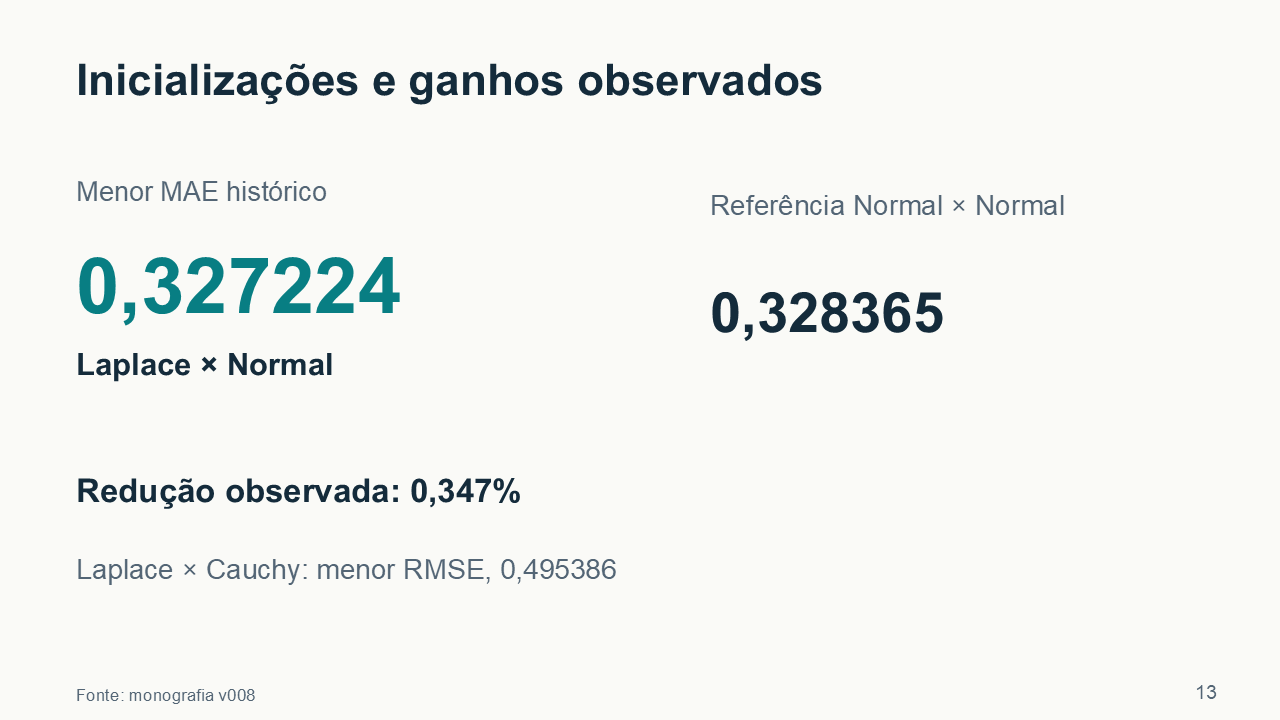 Inicializações e ganhos observados
Menor MAE histórico
0,327224
Laplace × Normal
Referência Normal × Normal
0,328365
Redução observada: 0,347%
Laplace × Cauchy: menor RMSE, 0,495386
Fonte: monografia v008
13